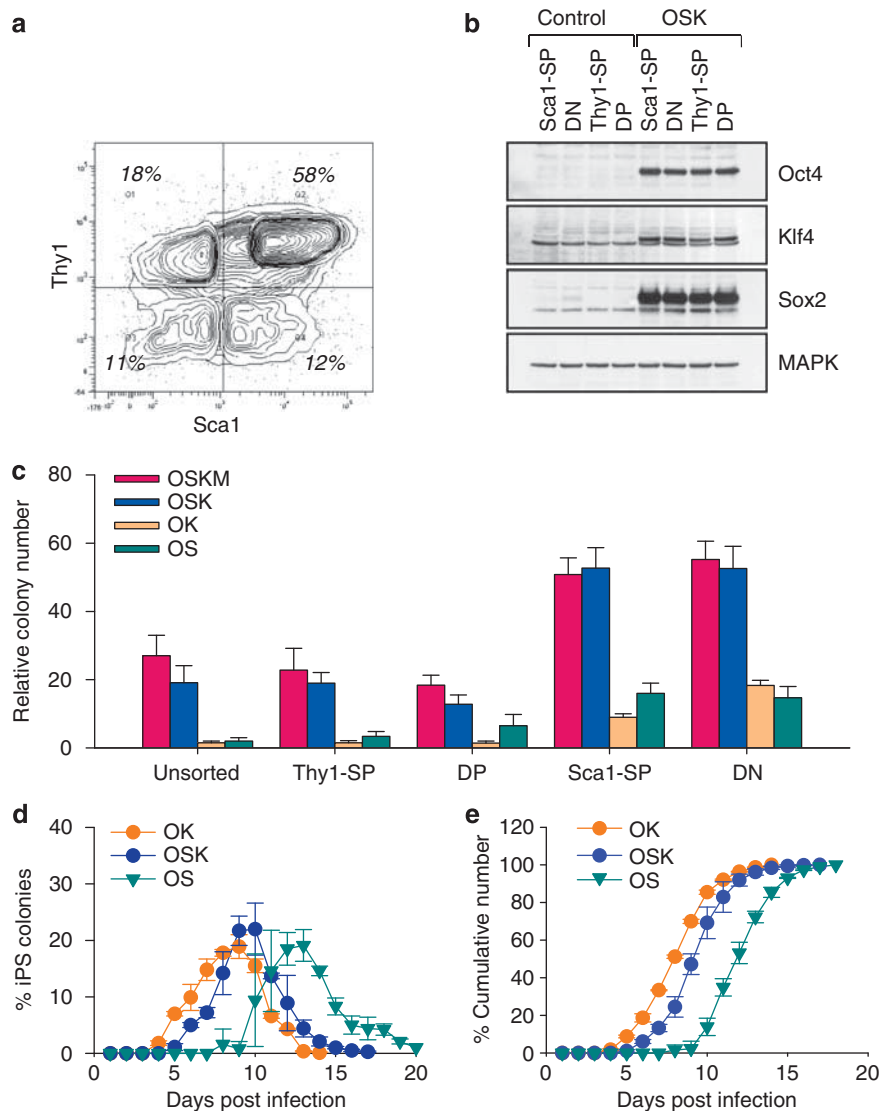 a
18%
58%
Q1
Q2
Thy1
11%
12%
Q3
Q4
Sca1
b
Control
OSK
Sca1-SP
DN
Thy1-SP
DP
Sca1-SP
DN
Thy1-SP
DP
Oct4
Klf4
Sox2
MAPK
c
OSKM
OSK
OK
OS
Relative colony number
80
60
40
20
0
Unsorted
Thy1-SP
DP
Sca1-SP
DN
d
OK
OSK
OS
% iPS colonies
40
30
20
10
0
0 5 10 15 20
Days post infection
e
OK
OSK
OS
% Cumulative number
120
100
80
60
40
20
0
0 5 10 15 20
Days post infection